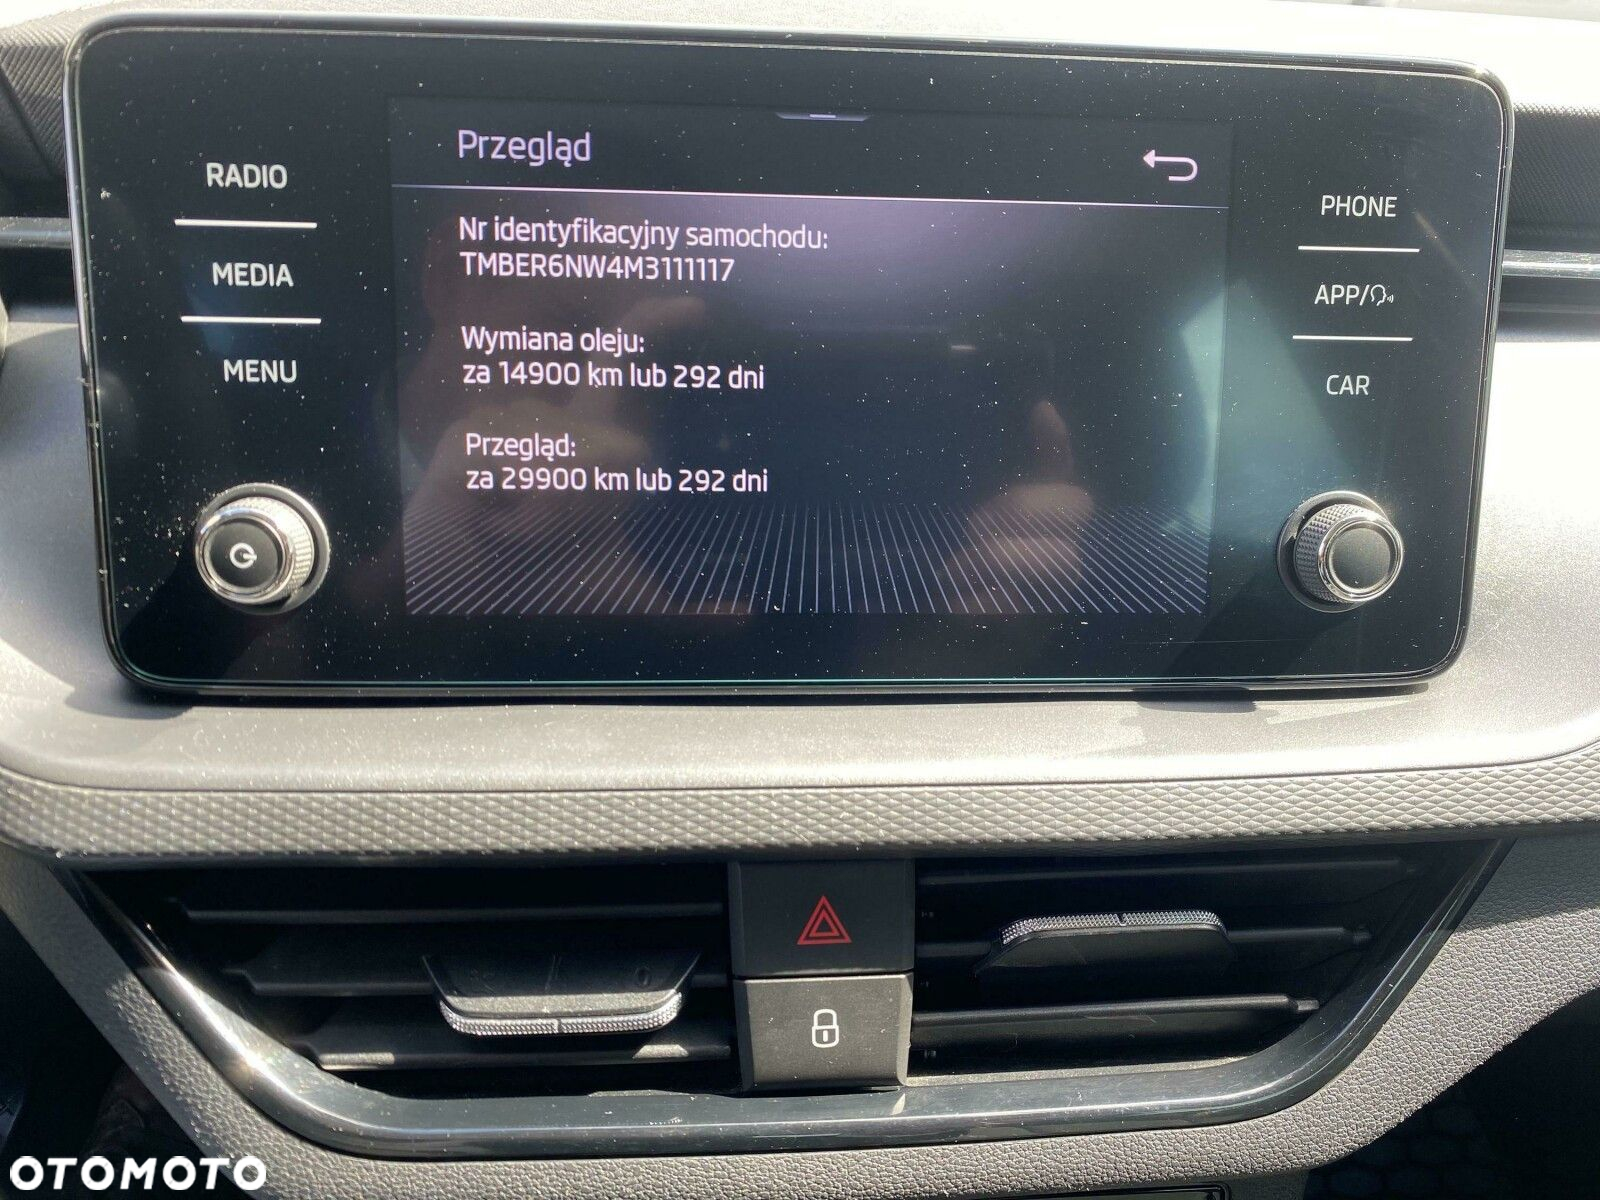 Przegląd
RADIO
MEDIA
MENU
Nr identyfikacyjny samochodu:
TMBER6NW4M3111117
Wymiana oleju:
za 14900 km lub 292 dni
Przegląd:
za 29900 km lub 292 dni
PHONE
APP/
CAR
OTOMOTO